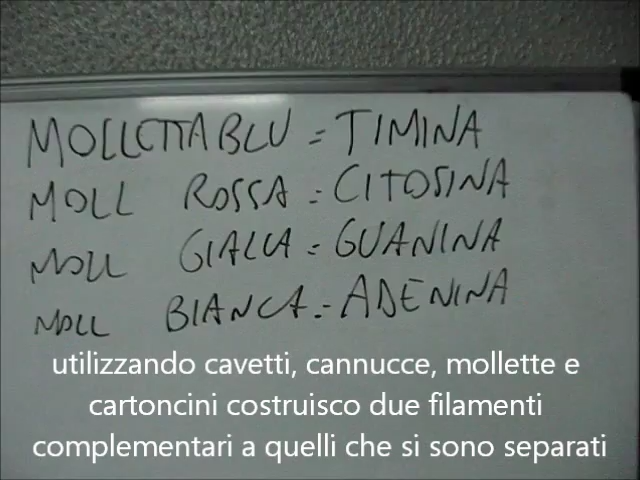 MOLLETTA BLU = TIMINA
MOLL ROSSA = CITOSINA
MOLL GIALLA = GUANINA
MOLL BIANCA = ADENINA
utilizzando cavetti, cannucce, mollette e
cartoncini costruisco due filamenti
complementari a quelli che si sono separati